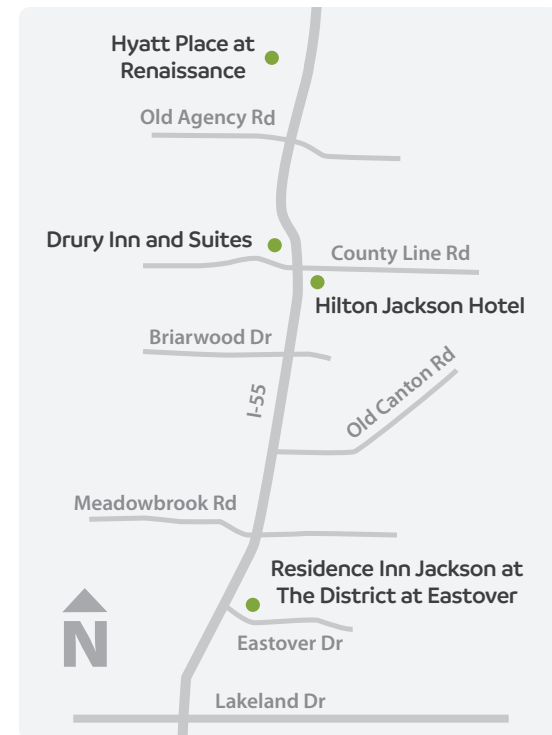 Hyatt Place at
Renaissance
Old Agency Rd
Drury Inn and Suites
County Line Rd
Hilton Jackson Hotel
Briarwood Dr
I-55
Old Canton Rd
Meadowbrook Rd
Residence Inn Jackson at
The District at Eastover
N
Eastover Dr
Lakeland Dr